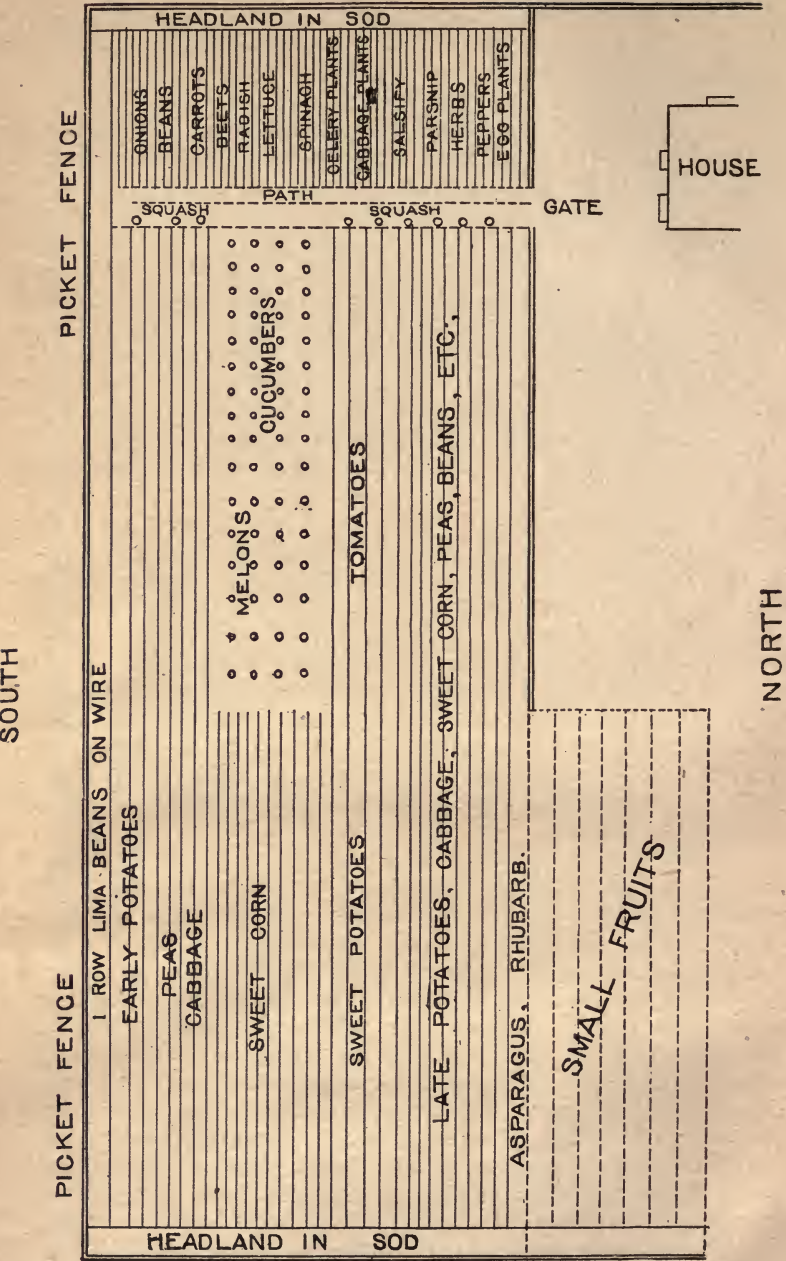 HEADLAND IN SOD
PICKET FENCE
ONIONS
BEANS
CARROTS
BEETS
RADISH
LETTUCE
SPINACH
CELERY PLANTS
CABBAGE PLANTS
SALSIFY
PARSNIP
HERBS
PEPPERS
EGG PLANTS
HOUSE
PATH
SQUASH
SQUASH
GATE
CUCUMBERS
MELONS
TOMATOES
SOUTH
NORTH
1 ROW LIMA BEANS ON WIRE
EARLY POTATOES
PEAS
CABBAGE
SWEET CORN
SWEET POTATOES
LATE POTATOES, CABBAGE, SWEET CORN, PEAS, BEANS, ETC.,
ASPARAGUS, RHUBARB.
SMALL FRUITS
PICKET FENCE
HEADLAND IN SOD